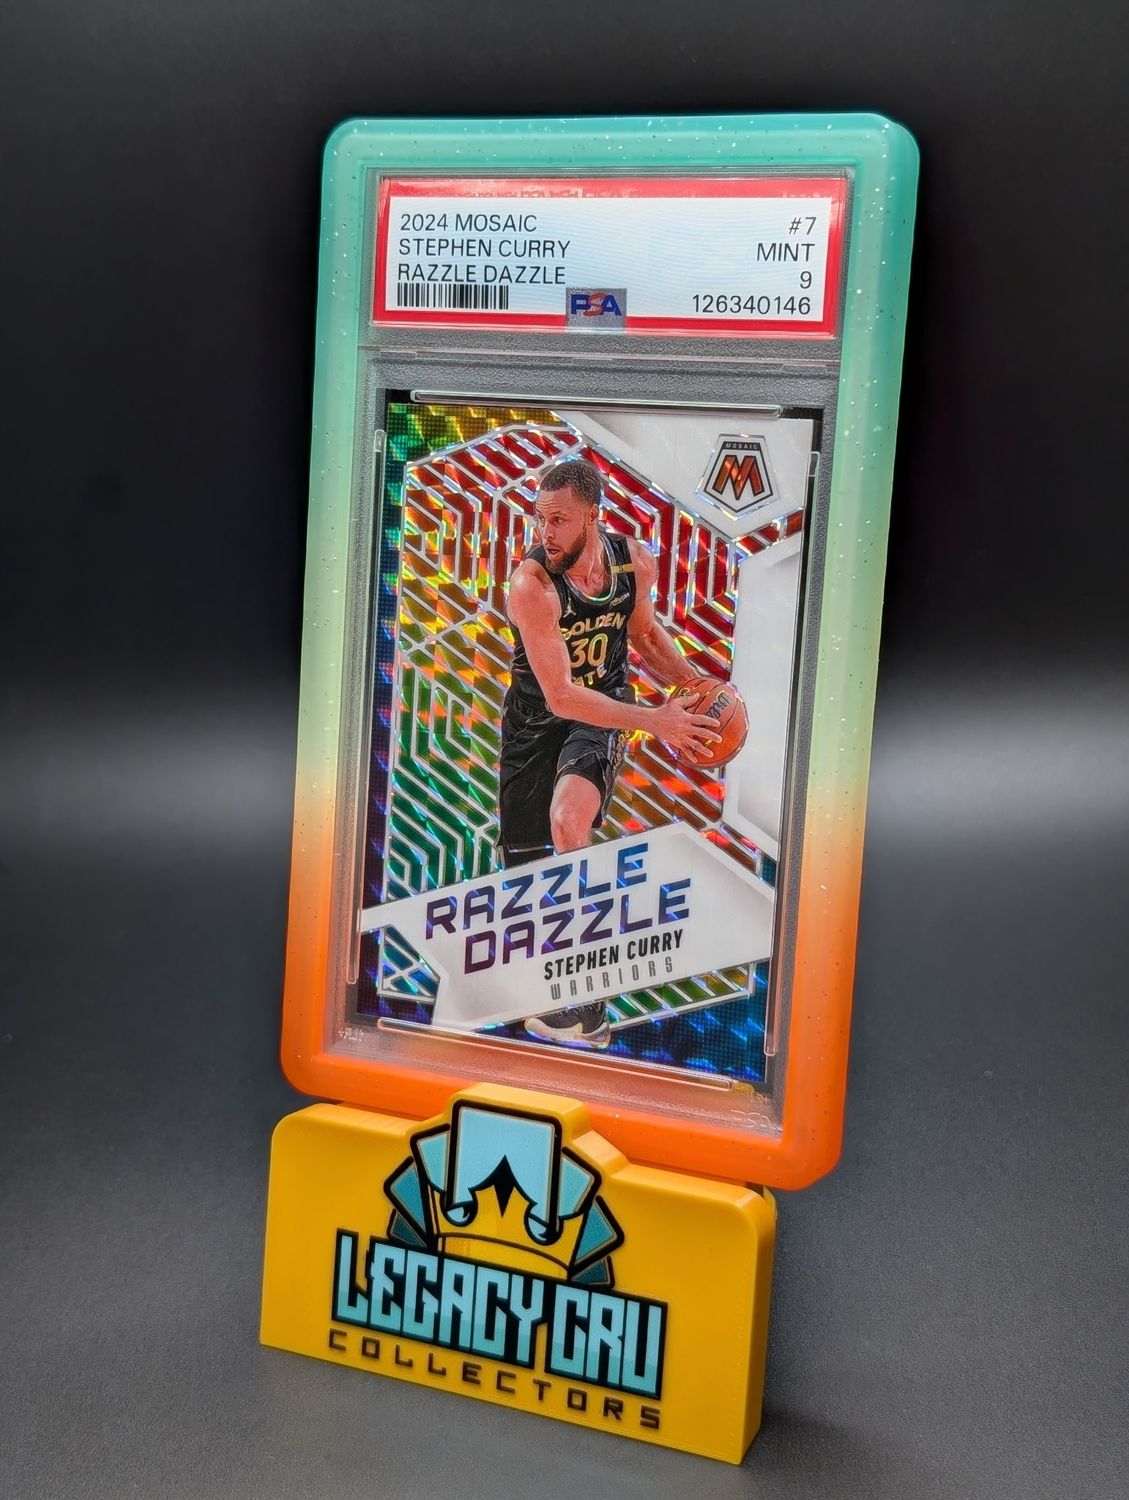 2024 MOSAIC #7
STEPHEN CURRY MINT
RAZZLE DAZZLE 9
PSA 126340146
MOSAIC
M
GOLDEN
30
RAZZLE
DAZZLE
STEPHEN CURRY
WARRIORS
LEGACY CRU
COLLECTORS